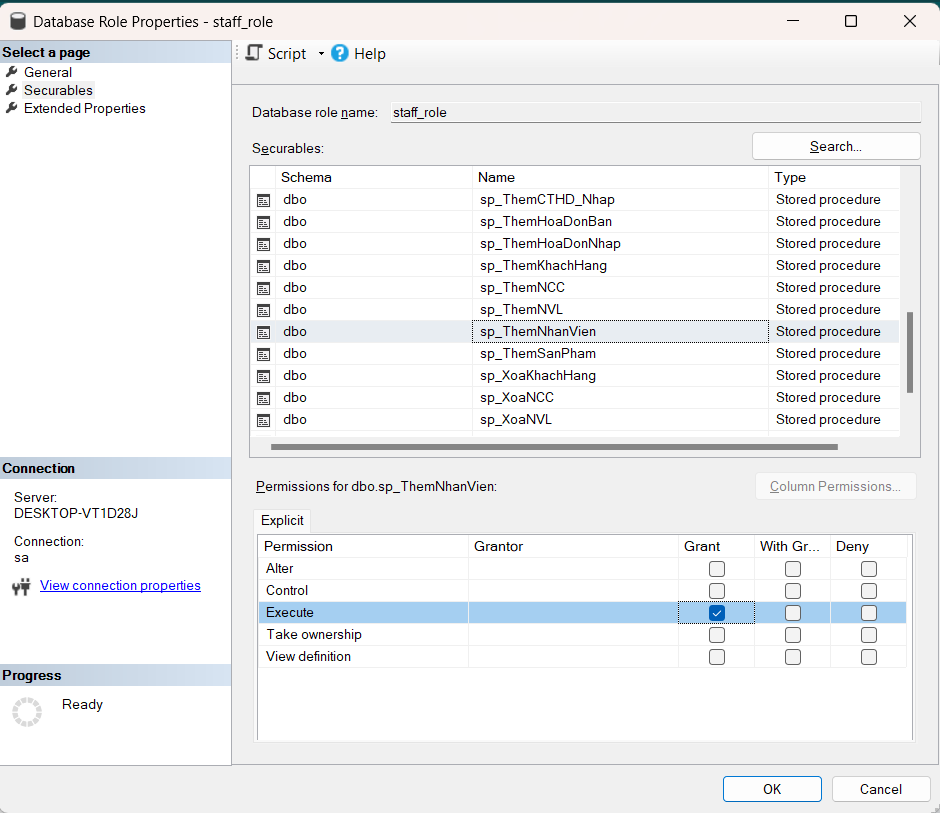 Database Role Properties - staff_role
Select a page
General
Securables
Extended Properties
Script
Help
Database role name: staff_role
Securables:
Search...
Schema Name Type
dbo sp_ThemCTHD_Nhap Stored procedure
dbo sp_ThemHoaDonBan Stored procedure
dbo sp_ThemHoaDonNhap Stored procedure
dbo sp_ThemKhachHang Stored procedure
dbo sp_ThemNCC Stored procedure
dbo sp_ThemNVL Stored procedure
dbo sp_ThemNhanVien Stored procedure
dbo sp_ThemSanPham Stored procedure
dbo sp_XoaKhachHang Stored procedure
dbo sp_XoaNCC Stored procedure
dbo sp_XoaNVL Stored procedure
Connection
Server:
DESKTOP-VT1D28J
Connection:
sa
View connection properties
Progress
Ready
Permissions for dbo.sp_ThemNhanVien:
Column Permissions...
Explicit
Permission Grantor Grant With Gr... Deny
Alter
Control
Execute
Take ownership
View definition
OK
Cancel